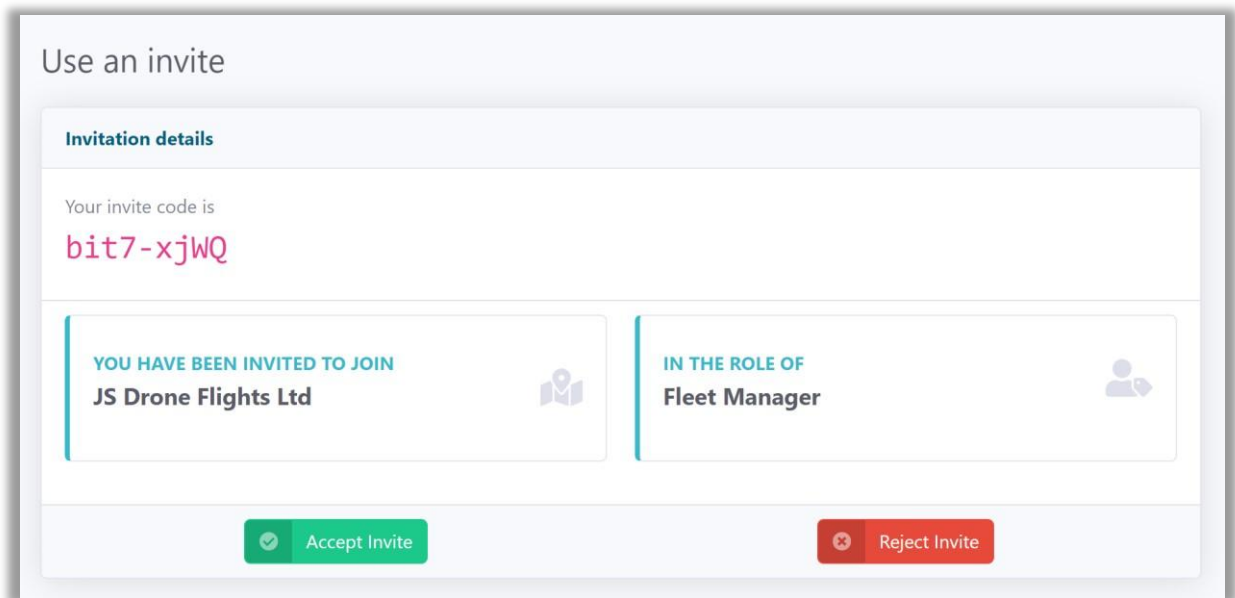 Use an invite
Invitation details
Your invite code is
bit7-xjWQ
YOU HAVE BEEN INVITED TO JOIN
JS Drone Flights Ltd
IN THE ROLE OF
Fleet Manager
Accept Invite
Reject Invite